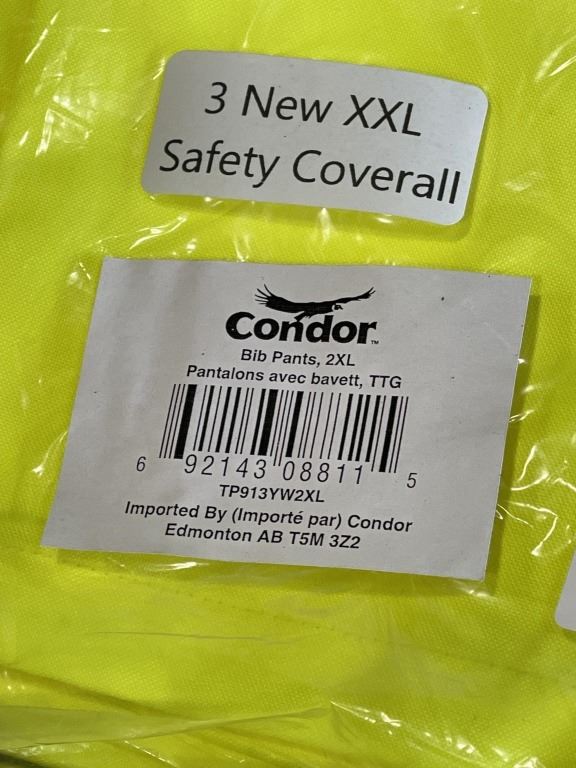 3 New XXL
Safety Coverall
Condor™
Bib Pants, 2XL
Pantalons avec bavett, TTG
6 92143 08811 5
TP913YW2XL
Imported By (Importé par) Condor
Edmonton AB T5M 3Z2